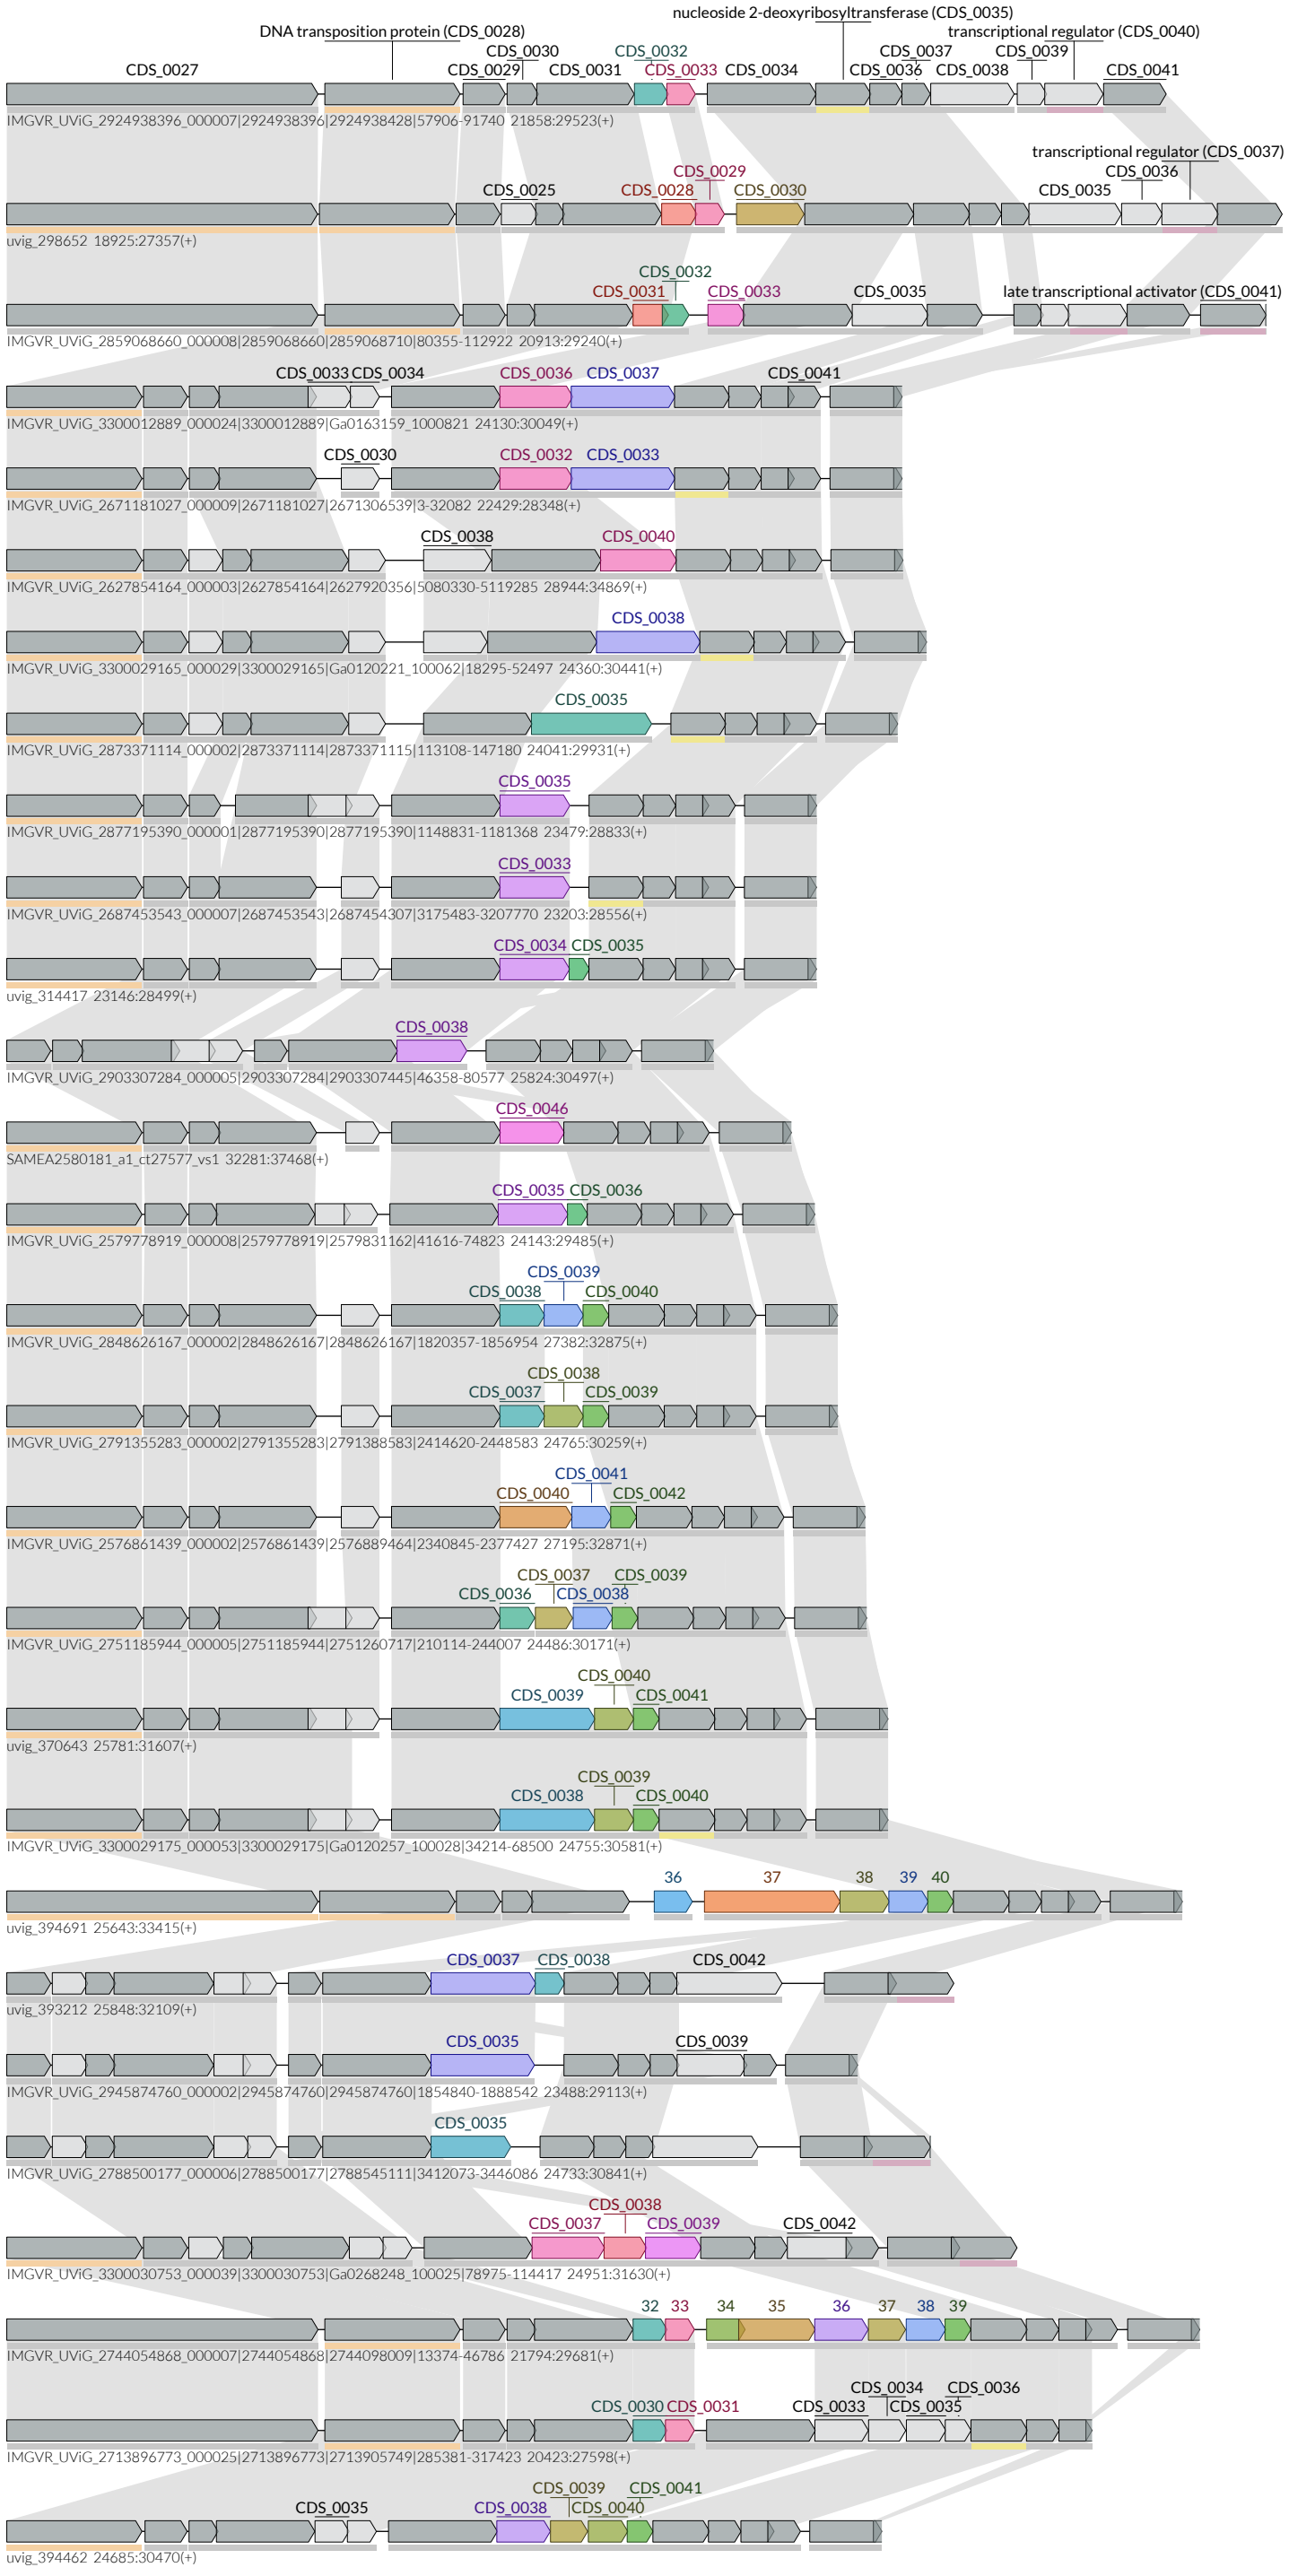 nucleoside 2-deoxyribosyltransferase (CDS_0035)
DNA transposition protein (CDS_0028) transcriptional regulator (CDS_0040)
CDS_0030 CDS_0032 CDS_0037 CDS_0039
CDS_0027 CDS_0029 CDS_0031 CDS_0033 CDS_0034 CDS_0036 CDS_0038 CDS_0041
IMGVR_UViG_2924938396_000007|2924938396|2924938428|57906-91740 21858:29523(+)
transcriptional regulator (CDS_0037)
CDS_0029 CDS_0036
CDS_0025 CDS_0028 CDS_0030 CDS_0035
uvig_298652 18925:27357(+)
CDS_0032
CDS_0031 CDS_0033 CDS_0035 late transcriptional activator (CDS_0041)
IMGVR_UViG_2859068660_000008|2859068660|2859068710|80355-112922 20913:29240(+)
CDS_0033 CDS_0034 CDS_0036 CDS_0037 CDS_0041
IMGVR_UViG_3300012889_000024|3300012889|Ga0163159_1000821 24130:30049(+)
CDS_0030 CDS_0032 CDS_0033
IMGVR_UViG_2671181027_000009|2671181027|2671306539|3-32082 22429:28348(+)
CDS_0038 CDS_0040
IMGVR_UViG_2627854164_000003|2627854164|2627920356|5080330-5119285 28944:34869(+)
CDS_0038
IMGVR_UViG_3300029165_000029|3300029165|Ga0120221_100062|18295-52497 24360:30441(+)
CDS_0035
IMGVR_UViG_2873371114_000002|2873371114|2873371115|113108-147180 24041:29931(+)
CDS_0035
IMGVR_UViG_2877195390_000001|2877195390|2877195390|1148831-1181368 23479:28833(+)
CDS_0033
IMGVR_UViG_2687453543_000007|2687453543|2687454307|3175483-3207770 23203:28556(+)
CDS_0034 CDS_0035
uvig_314417 23146:28499(+)
CDS_0038
IMGVR_UViG_2903307284_000005|2903307284|2903307445|46358-80577 25824:30497(+)
CDS_0046
SAMEA2580181_a1_ct27577_vs1 32281:37468(+)
CDS_0035 CDS_0036
IMGVR_UViG_2579778919_000008|2579778919|2579831162|41616-74823 24143:29485(+)
CDS_0039
CDS_0038 CDS_0040
IMGVR_UViG_2848626167_000002|2848626167|2848626167|1820357-1856954 27382:32875(+)
CDS_0038
CDS_0037 CDS_0039
IMGVR_UViG_2791355283_000002|2791355283|2791388583|2414620-2448583 24765:30259(+)
CDS_0041
CDS_0040 CDS_0042
IMGVR_UViG_2576861439_000002|2576861439|2576889464|2340845-2377427 27195:32871(+)
CDS_0037 CDS_0039
CDS_0036 CDS_0038
IMGVR_UViG_2751185944_000005|2751185944|2751260717|210114-244007 24486:30171(+)
CDS_0040
CDS_0039 CDS_0041
uvig_370643 25781:31607(+)
CDS_0039
CDS_0038 CDS_0040
IMGVR_UViG_3300029175_000053|3300029175|Ga0120257_100028|34214-68500 24755:30581(+)
36 37 38 39 40
uvig_394691 25643:33415(+)
CDS_0037 CDS_0038 CDS_0042
uvig_393212 25848:32109(+)
CDS_0035 CDS_0039
IMGVR_UViG_2945874760_000002|2945874760|2945874760|1854840-1888542 23488:29113(+)
CDS_0035
IMGVR_UViG_2788500177_000006|2788500177|2788545111|3412073-3446086 24733:30841(+)
CDS_0038
CDS_0037 CDS_0039 CDS_0042
IMGVR_UViG_3300030753_000039|3300030753|Ga0268248_100025|78975-114417 24951:31630(+)
32 33 34 35 36 37 38 39
IMGVR_UViG_2744054868_000007|2744054868|2744098009|13374-46786 21794:29681(+)
CDS_0034 CDS_0036
CDS_0030 CDS_0031 CDS_0033 CDS_0035
IMGVR_UViG_2713896773_000025|2713896773|2713905749|285381-317423 20423:27598(+)
CDS_0039 CDS_0041
CDS_0035 CDS_0038 CDS_0040
uvig_394462 24685:30470(+)